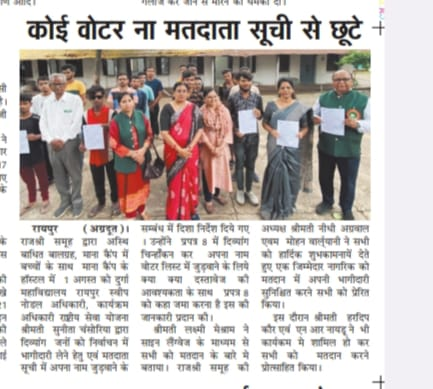 कोई वोटर ना मतदाता सूची से छूटे
रायपुर (अग्रदूत)।
राजश्री समूह द्वारा अस्थि
बाधित बालग्रह, माना कैंप में
बच्चों के साथ माना कैंप के
हॉस्टल में 1 अगस्त को दुर्गा
महाविद्यालय रायपुर स्वीप
नोडल अधिकारी, कार्यक्रम
अधिकारी राष्ट्रीय सेवा योजना
श्रीमती सुनीता चंसोरिया द्वारा
दिव्यांग जनों को निर्वाचन में
भागीदारी लेने हेतु एवं मतदाता
सूची में अपना नाम जुड़वाने के
सम्बंध में दिशा निर्देश दिये गए
। उन्होंने प्रपत्र 8 में दिव्यांग
चिन्हाँकन कर अपना नाम
वोटर लिस्ट में जुड़वाने के लिये
क्या क्या दस्तावेज की
आवश्यकता के साथ प्रपत्र 8
को कहा जमा करना है इस की
जानकारी प्रदान की।
श्रीमती लक्ष्मी मेश्राम ने
साइन लैंग्वेज के माध्यम से
सभी को मतदान के बारे मे
बताया। राजश्री समूह की
अध्यक्ष श्रीमती नीधी अग्रवाल
एवम मोहन वार्ल्यानी ने सभी
को हार्दिक शुभकामनायें देते
हुए एक जिम्मेदार नागरिक को
मतदान में अपनी भागीदारी
सुनिश्चित करने सभी को प्रेरित
किया।
इस दौरान श्रीमती हरदिप
कौर एवं एन आर नायडू ने भी
कार्यक्रम मे शामिल हो कर
सभी को मतदान करने
प्रोत्साहित किया।